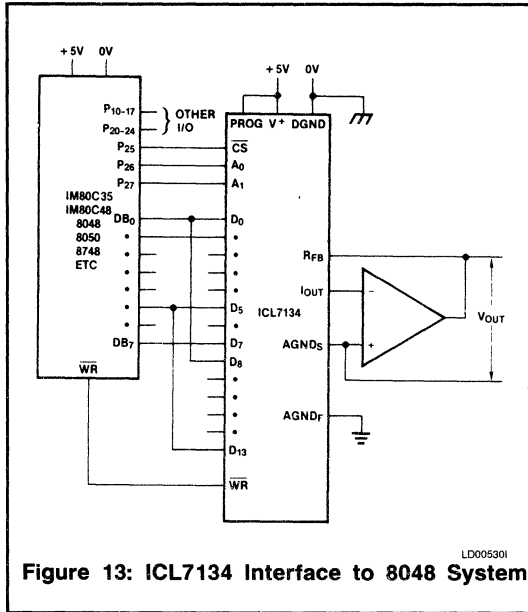 +5V 0V
+5V 0V
PROG V+ DGND
P10-17
P20-24
OTHER
I/O
P25
CS
P26
A0
P27
A1
IM80C35
IM80C48
8048
8050
8748
ETC
DB0
D0
RFB
IOUT
ICL7134
D5
VOUT
DB7
D7
AGNDS
D8
WR
AGNDF
D13
WR
- 
+
LD00530I
Figure 13: ICL7134 Interface to 8048 System